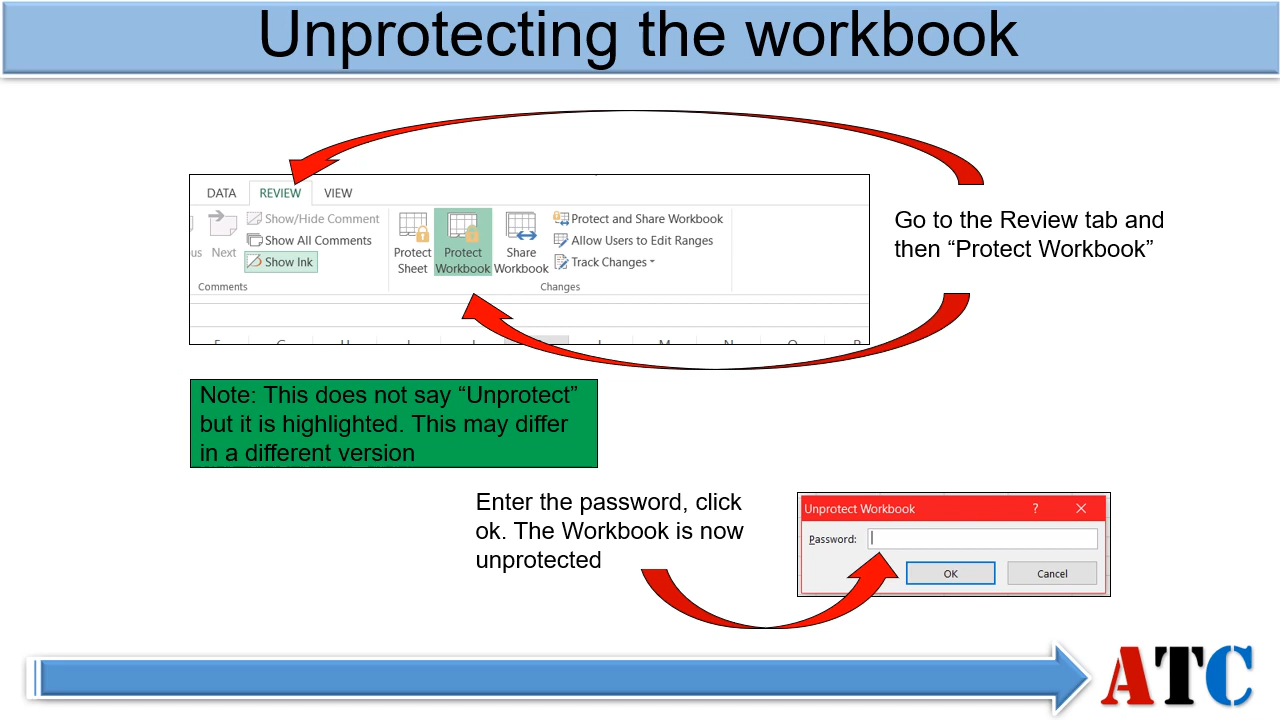 Unprotecting the workbook
DATA REVIEW VIEW
us Next
Show/Hide Comment
Show All Comments
Show Ink
Comments
Protect Sheet
Protect Workbook
Share Workbook
Protect and Share Workbook
Allow Users to Edit Ranges
Track Changes
Changes
Go to the Review tab and
then “Protect Workbook”
Note: This does not say “Unprotect”
but it is highlighted. This may differ
in a different version
Enter the password, click
ok. The Workbook is now
unprotected
Unprotect Workbook ? ×
Password:
OK Cancel
ATC